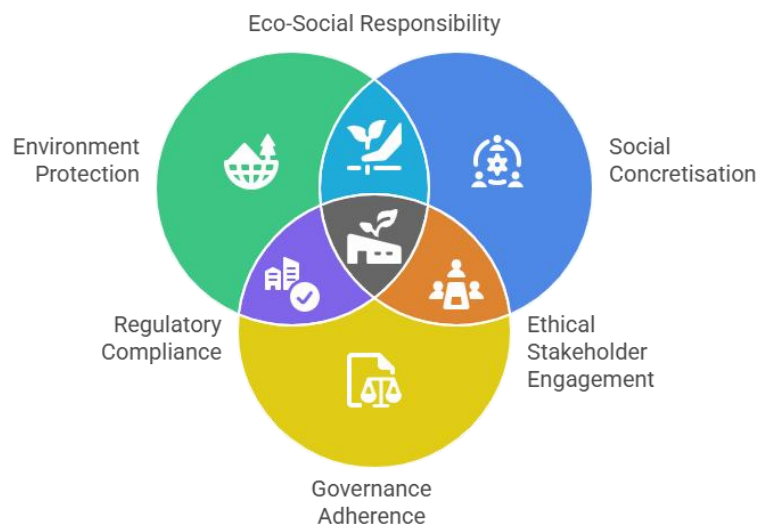 Eco-Social Responsibility
Environment
Protection
Social
Concretisation
Regulatory
Compliance
Ethical
Stakeholder
Engagement
Governance
Adherence